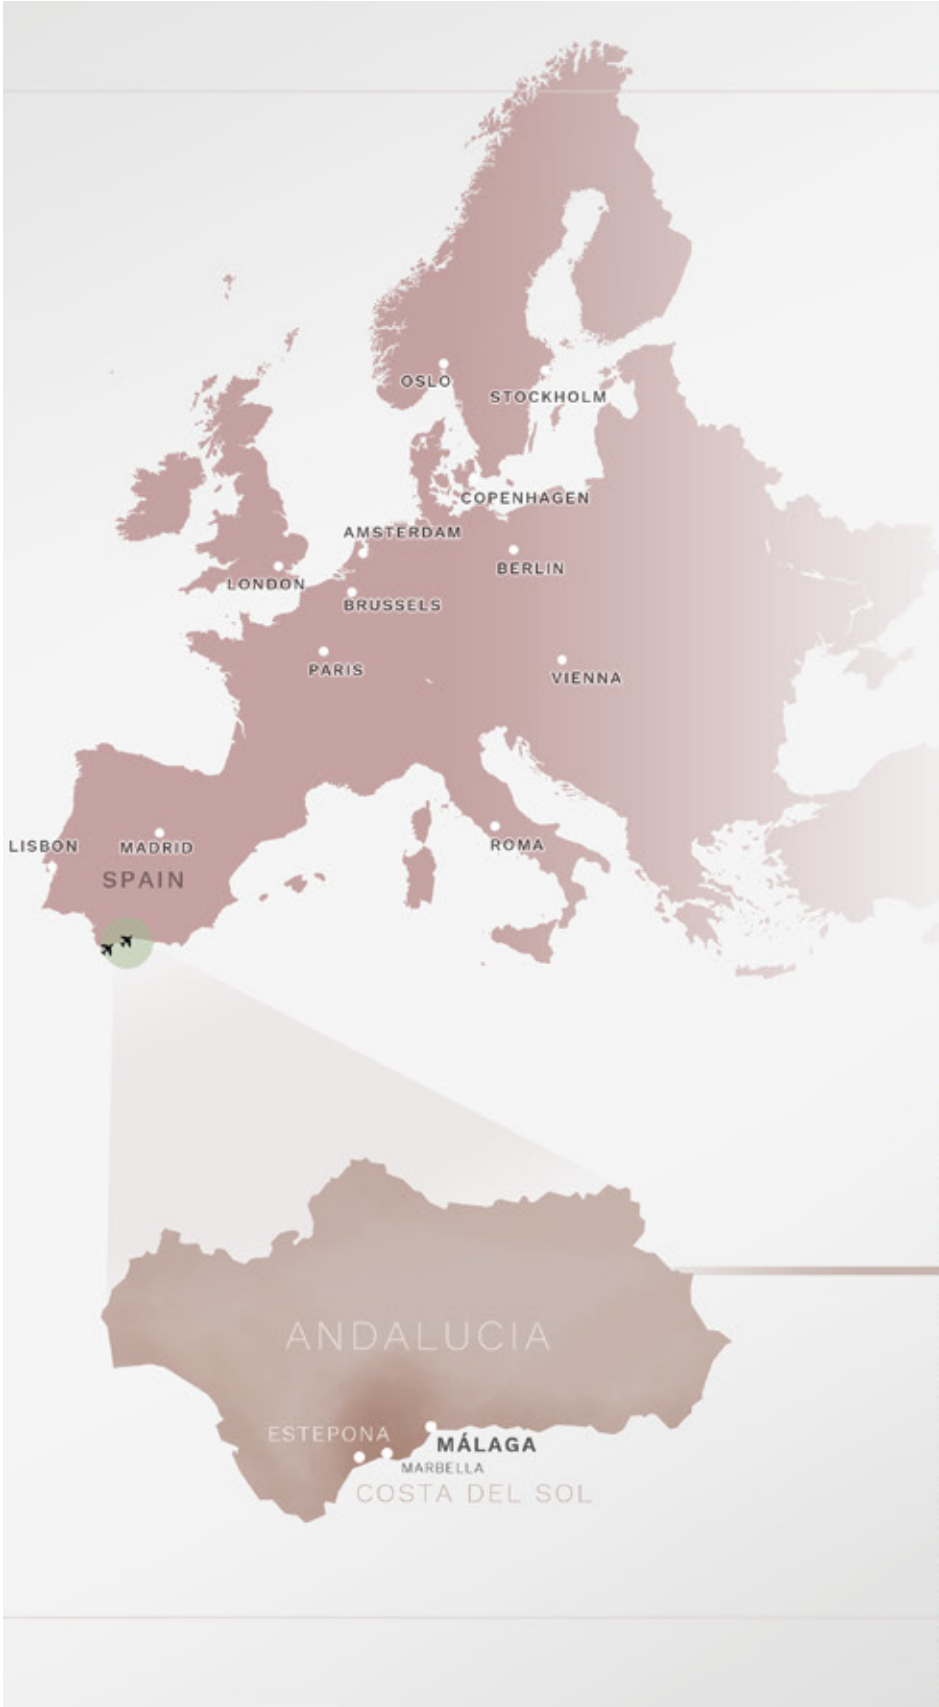 OSLO
STOCKHOLM
COPENHAGEN
AMSTERDAM
BERLIN
LONDON
BRUSSELS
PARIS
VIENNA
LISBON
MADRID
ROMA
SPAIN
ANDALUCIA
ESTEPONA
MÁLAGA
MARBELLA
COSTA DEL SOL